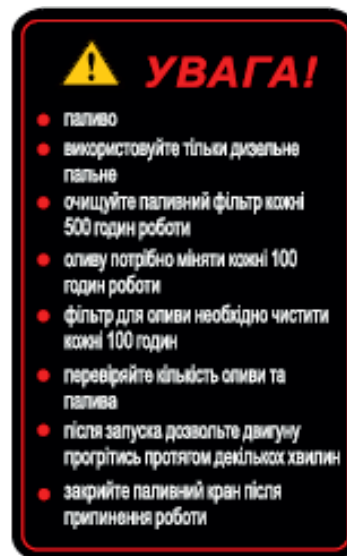 УВАГА!
паливо
використовуйте тільки дизельне
пальне
очищуйте паливний фільтр кожні
500 годин роботи
оливу потрібно міняти кожні 100
годин роботи
фільтр для оливи необхідно чистити
кожні 100 годин
перевіряйте кількість оливи та
палива
після запуска дозвольте двигуну
прогрітись протягом декількох хвилин
закрийте паливний кран після
припинення роботи